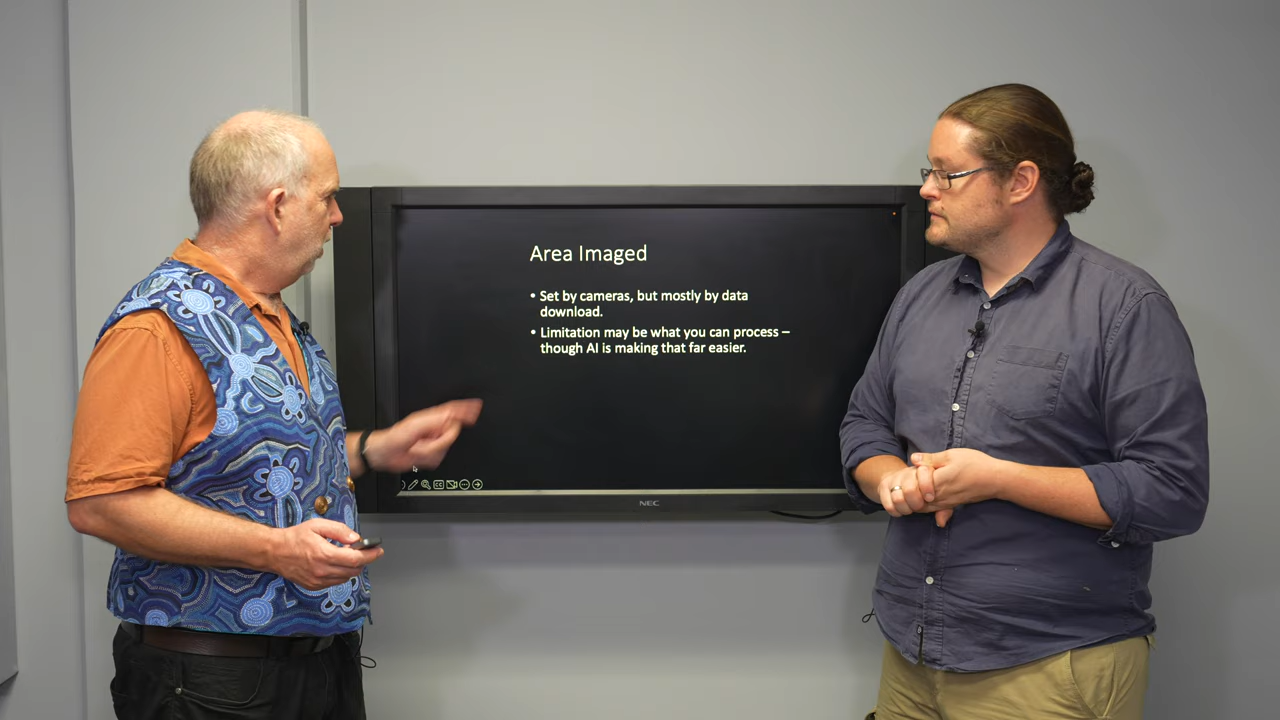 Area Imaged
• Set by cameras, but mostly by data
download.
• Limitation may be what you can process –
though AI is making that far easier.
NEC